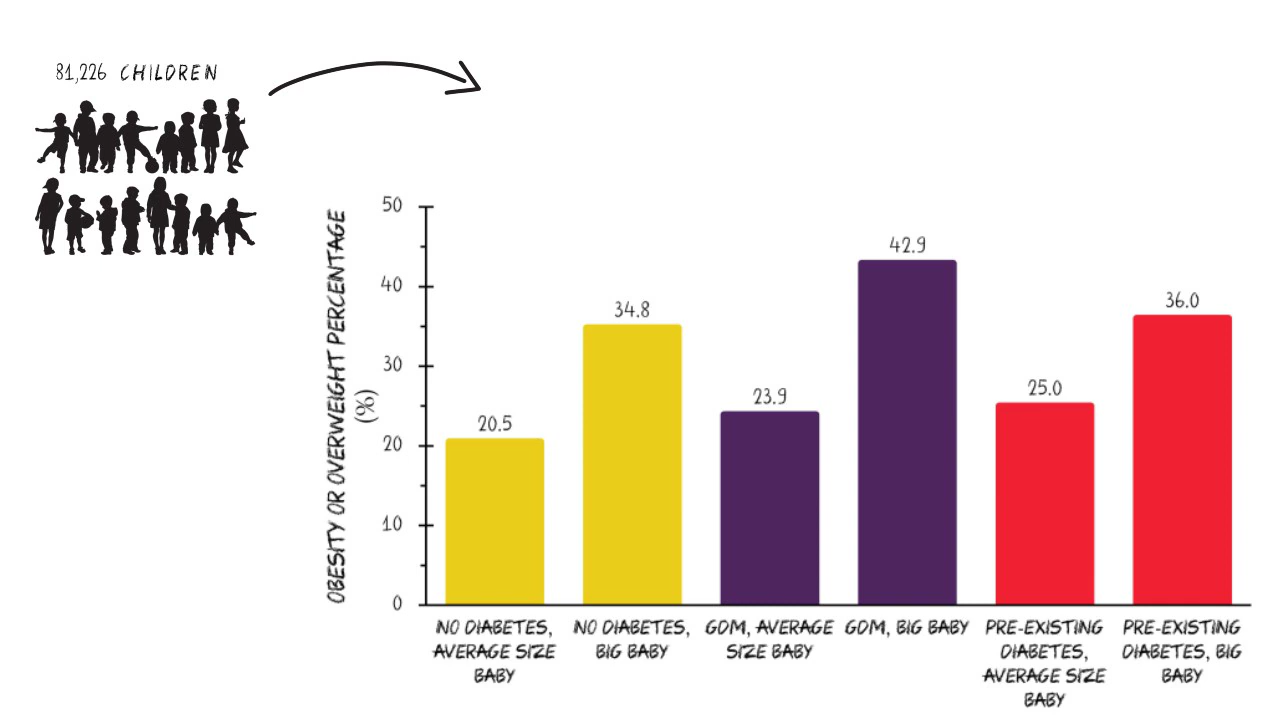 81,226 CHILDREN
OBESITY OR OVERWEIGHT PERCENTAGE
(%)
50
40
30
20
10
0
20.5
34.8
23.9
42.9
25.0
36.0
NO DIABETES,
AVERAGE SIZE
BABY
NO DIABETES,
BIG BABY
GDM, AVERAGE
SIZE BABY
GDM, BIG BABY
PRE-EXISTING
DIABETES,
AVERAGE SIZE
BABY
PRE-EXISTING
DIABETES, BIG
BABY